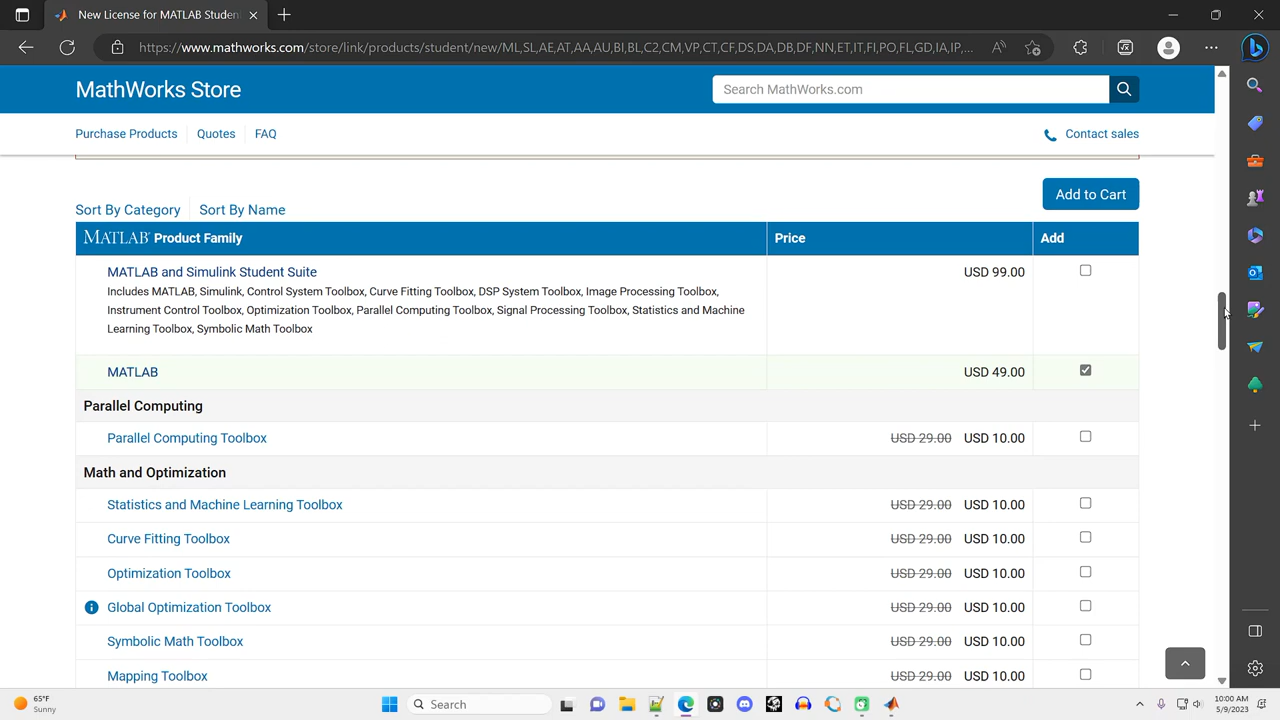 New License for MATLAB Studen
https://www.mathworks.com/store/link/products/student/new/ML,SL,AE,AT,AA,AU,BI,BL,C2,CM,VP,CT,CF,DS,DA,DB,DF,NN,ET,IT,FI,PO,FL,GD,IA,IP,...
MathWorks Store
Search MathWorks.com
Purchase Products
Quotes
FAQ
Contact sales
Add to Cart
Sort By Category
Sort By Name
MATLAB Product Family
Price
Add
MATLAB and Simulink Student Suite
USD 99.00
Includes MATLAB, Simulink, Control System Toolbox, Curve Fitting Toolbox, DSP System Toolbox, Image Processing Toolbox,
Instrument Control Toolbox, Optimization Toolbox, Parallel Computing Toolbox, Signal Processing Toolbox, Statistics and Machine
Learning Toolbox, Symbolic Math Toolbox
MATLAB
USD 49.00
Parallel Computing
Parallel Computing Toolbox
USD 29.00 USD 10.00
Math and Optimization
Statistics and Machine Learning Toolbox
USD 29.00 USD 10.00
Curve Fitting Toolbox
USD 29.00 USD 10.00
Optimization Toolbox
USD 29.00 USD 10.00
Global Optimization Toolbox
USD 29.00 USD 10.00
Symbolic Math Toolbox
USD 29.00 USD 10.00
Mapping Toolbox
USD 29.00 USD 10.00
65°F
Sunny
Search
10:00 AM
5/9/2023